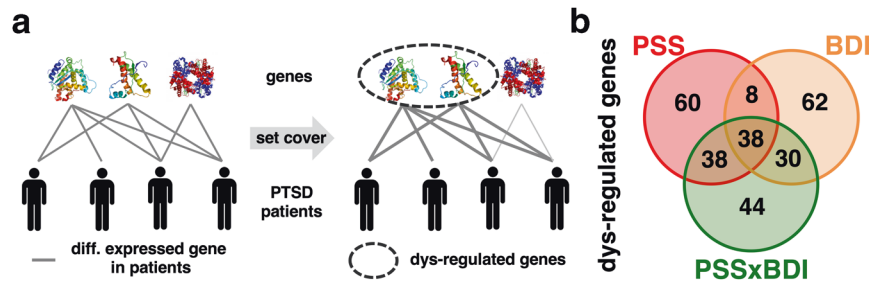 a
genes
set cover
PTSD
patients
diff. expressed gene
in patients
dys-regulated genes
b
dys-regulated genes
PSS
BDI
60
8
62
38
38
30
44
PSSxBDI